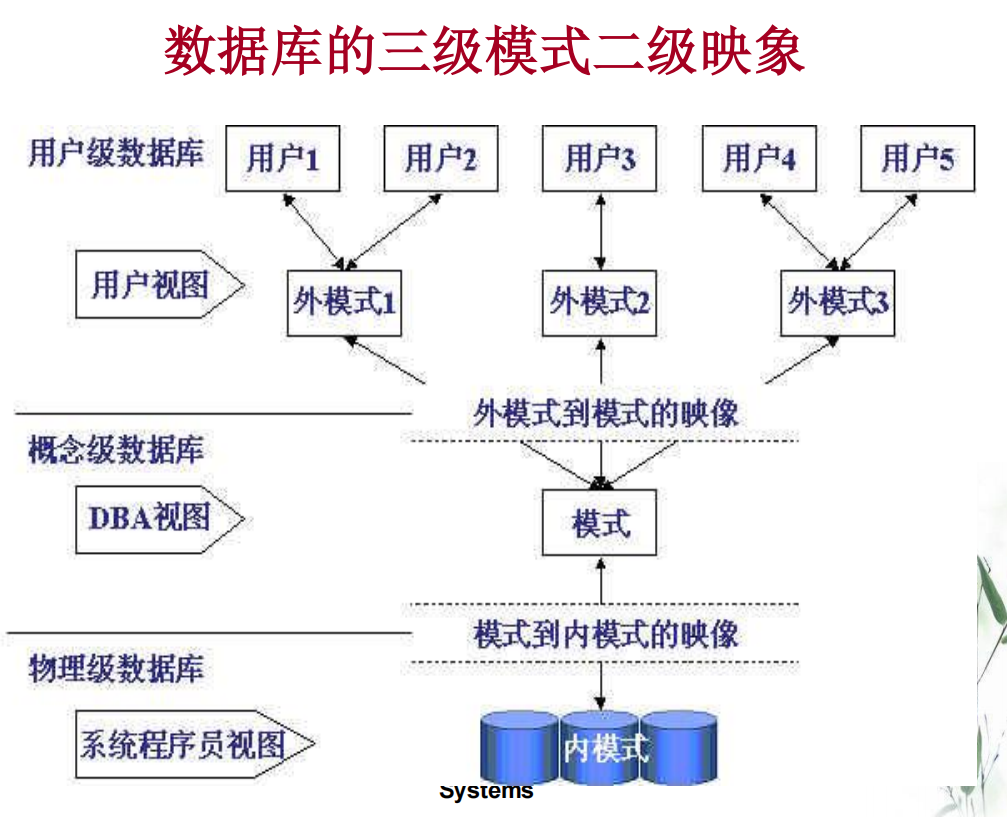 数据库的三级模式二级映象
用户级数据库
用户1
用户2
用户3
用户4
用户5
用户视图
外模式1
外模式2
外模式3
外模式到模式的映像
概念级数据库
DBA视图
模式
模式到内模式的映像
物理级数据库
系统程序员视图
内模式
Systems